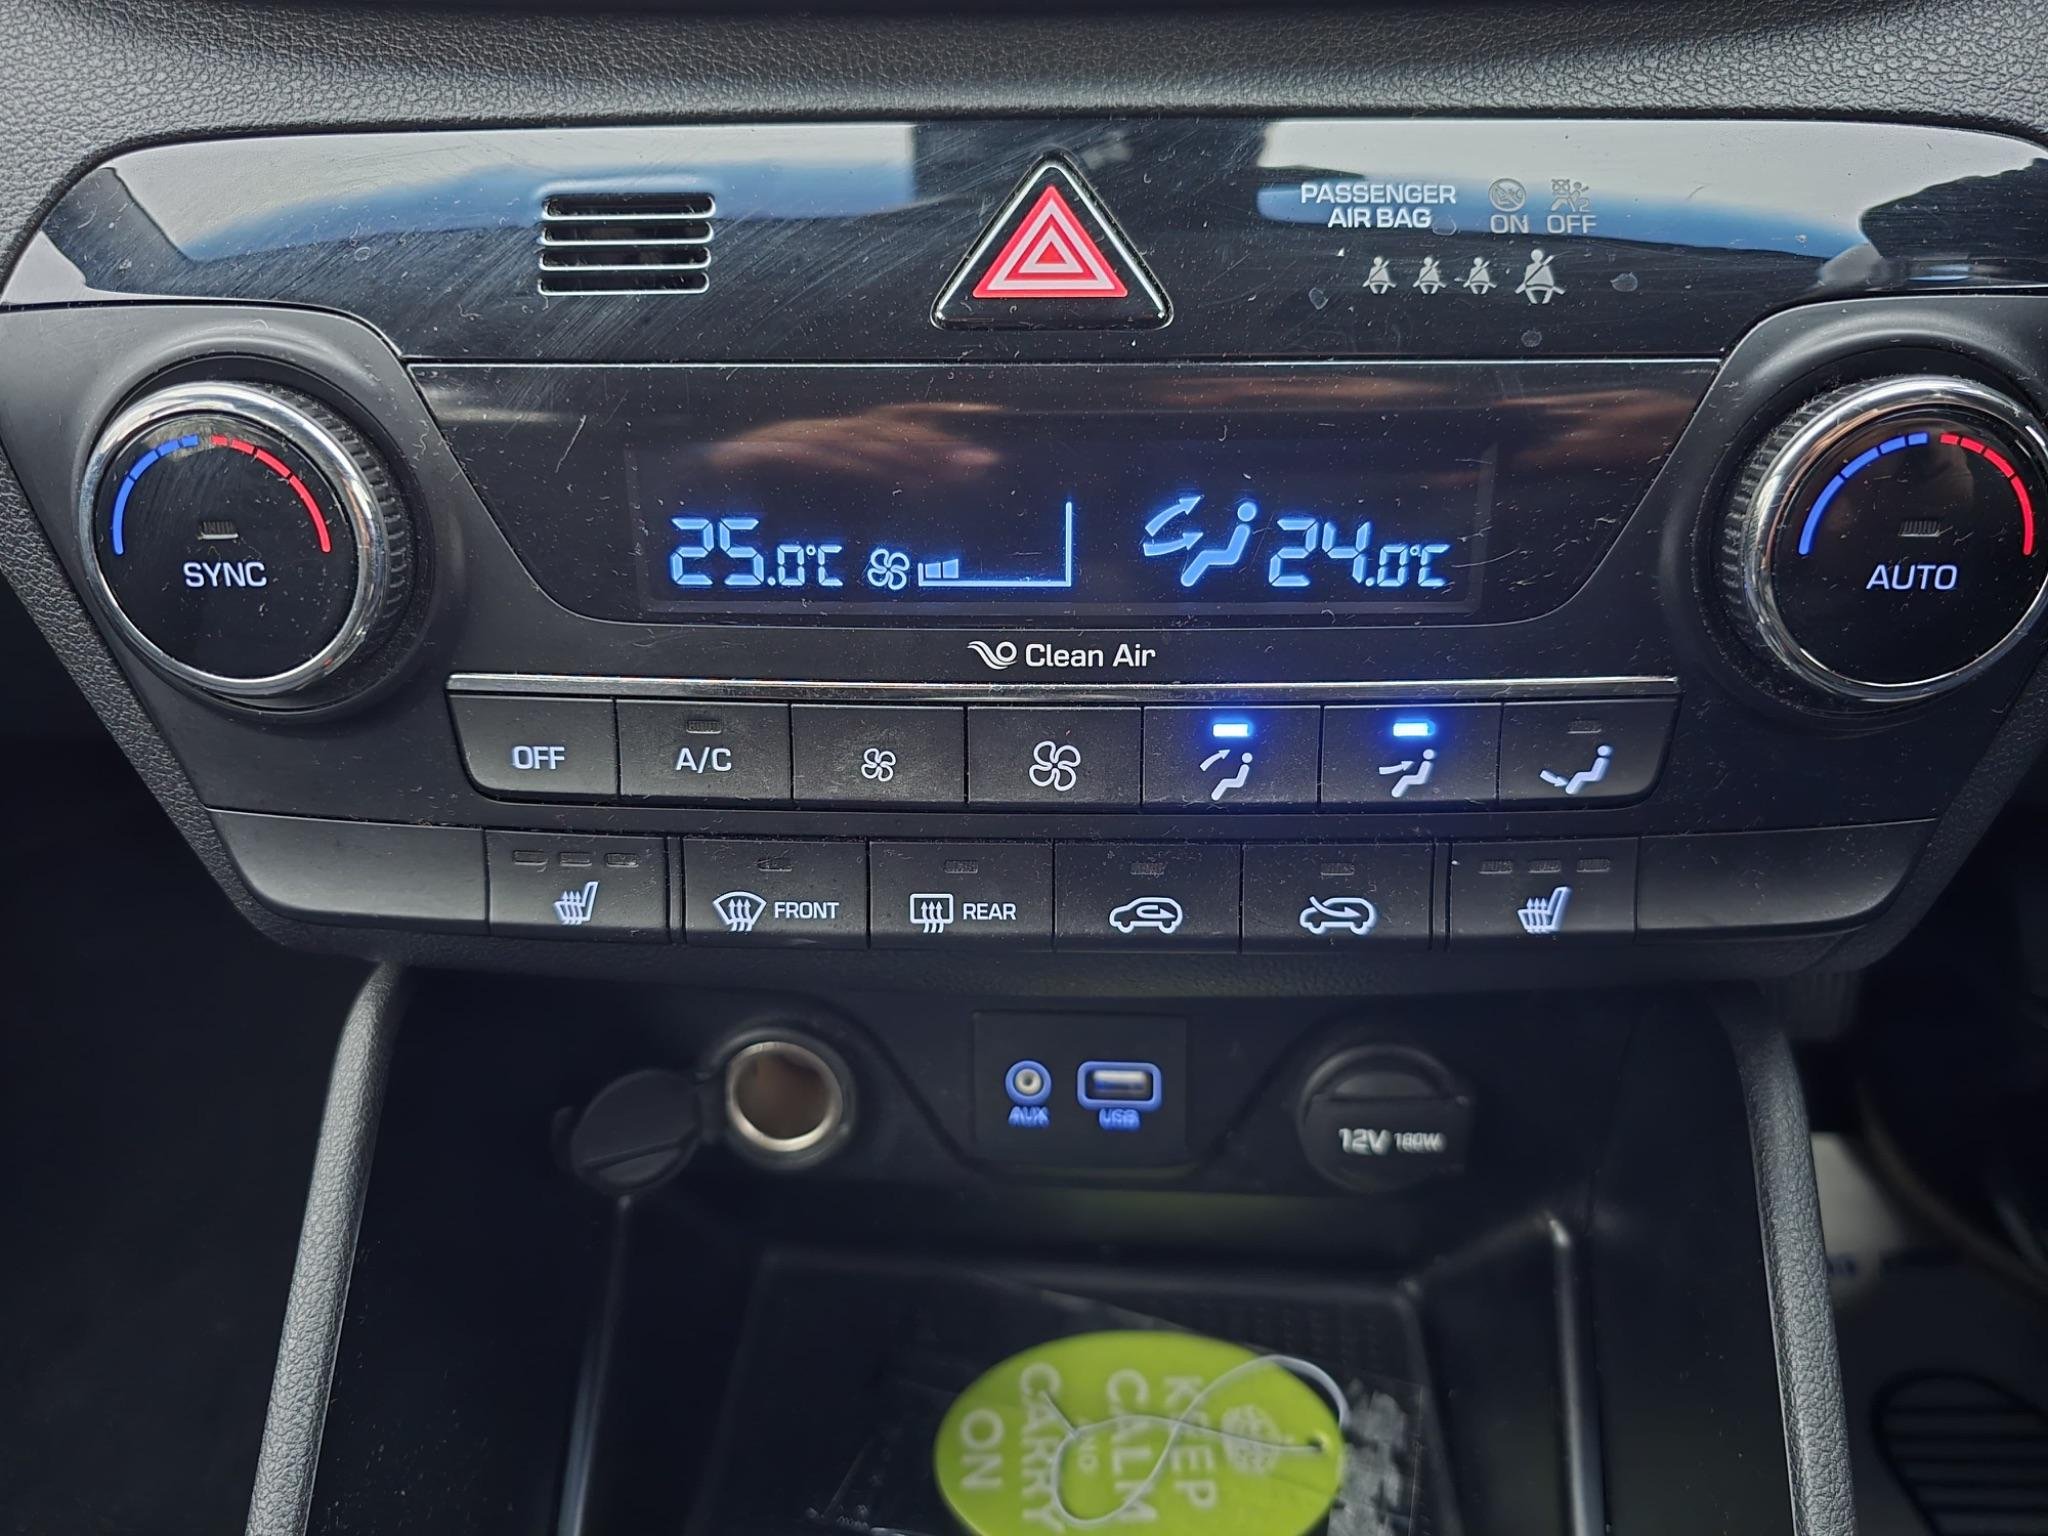 PASSENGER
AIR BAG
ON OFF
SYNC
25.0°C
24.0°C
AUTO
Clean Air
OFF
A/C
FRONT
REAR
AUX
USB
12V 180W
KEEP
CALM
AND
CARRY
ON